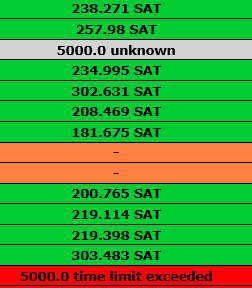 238.271 SAT
257.98 SAT
5000.0 unknown
234.995 SAT
302.631 SAT
208.469 SAT
181.675 SAT
-
-
200.765 SAT
219.114 SAT
219.398 SAT
303.483 SAT
5000.0 time limit exceeded